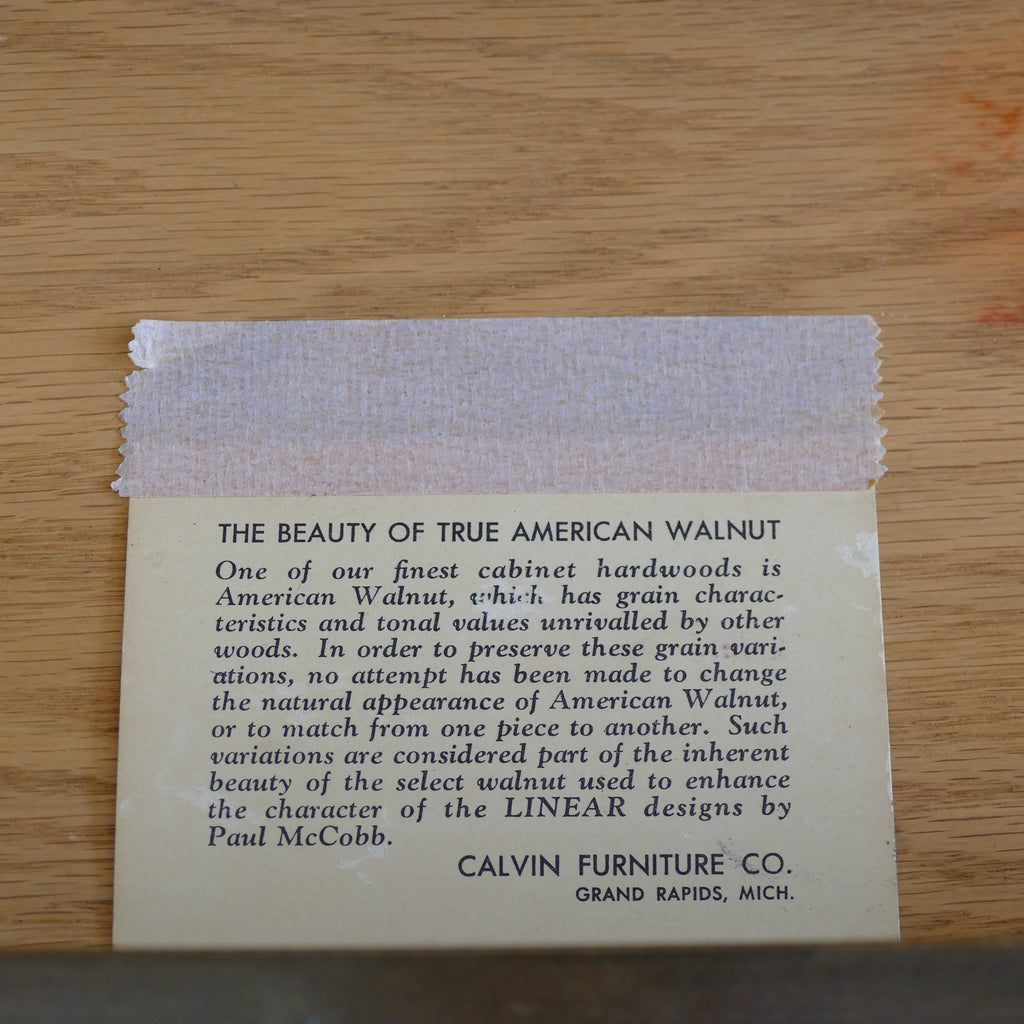 THE BEAUTY OF TRUE AMERICAN WALNUT
One of our finest cabinet hardwoods is
American Walnut, which has grain charac-
teristics and tonal values unrivalled by other
woods. In order to preserve these grain vari-
ations, no attempt has been made to change
the natural appearance of American Walnut,
or to match from one piece to another. Such
variations are considered part of the inherent
beauty of the select walnut used to enhance
the character of the LINEAR designs by
Paul McCobb.
CALVIN FURNITURE CO.
GRAND RAPIDS, MICH.